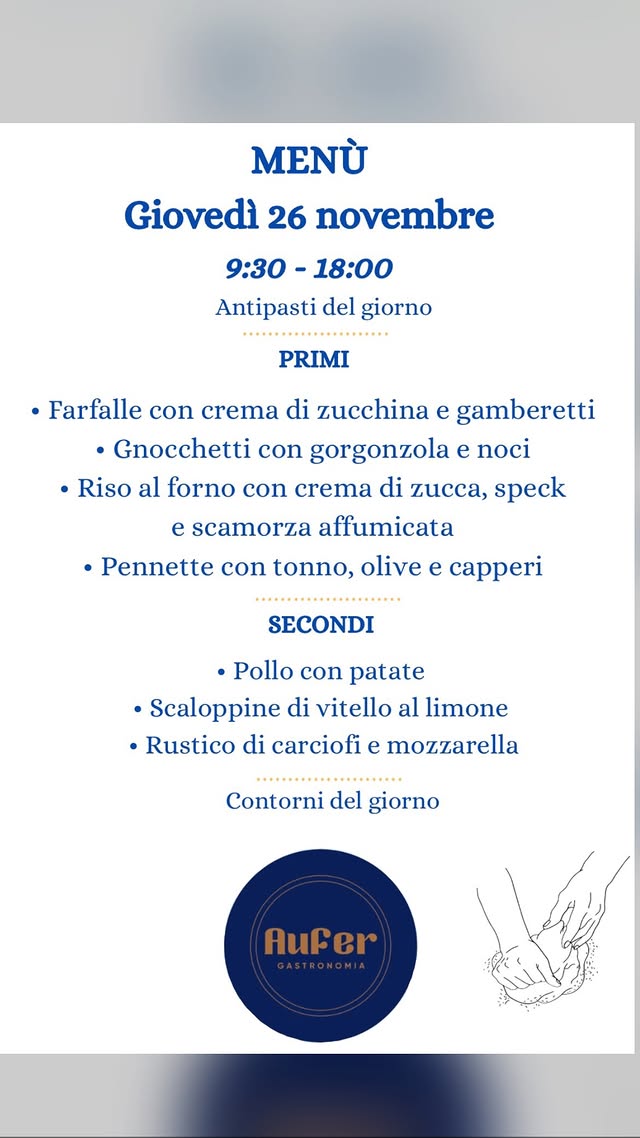 MENÙ
Giovedì 26 novembre
9:30 - 18:00
Antipasti del giorno
PRIMI
• Farfalle con crema di zucchina e gamberetti
• Gnocchetti con gorgonzola e noci
• Riso al forno con crema di zucca, speck
e scamorza affumicata
• Pennette con tonno, olive e capperi
SECONDI
• Pollo con patate
• Scaloppine di vitello al limone
• Rustico di carciofi e mozzarella
Contorni del giorno
AuFer
GASTRONOMIA